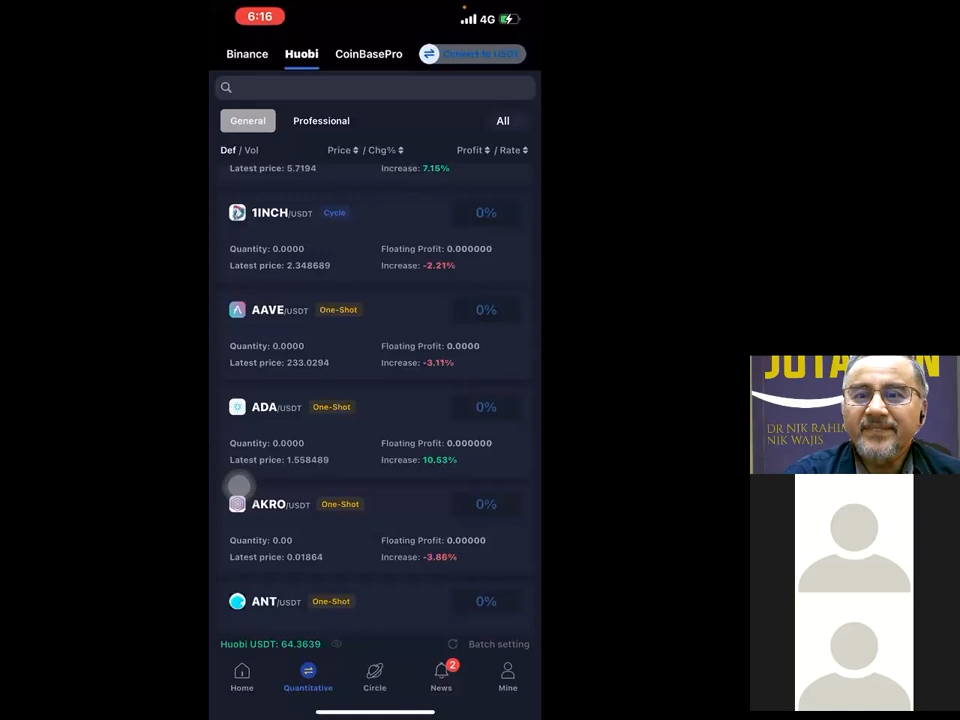 6:16
4G
Binance Huobi CoinBasePro Convert to USDT
General Professional All
Def / Vol Price / Chg% Profit / Rate
Latest price: 5.7194 Increase: 7.15%
1INCH/USDT Cycle 0%
Quantity: 0.0000 Floating Profit: 0.000000
Latest price: 2.348689 Increase: -2.21%
AAVE/USDT One-Shot 0%
Quantity: 0.0000 Floating Profit: 0.0000
Latest price: 233.0294 Increase: -3.11%
ADA/USDT One-Shot 0%
Quantity: 0.0000 Floating Profit: 0.000000
Latest price: 1.558489 Increase: 10.53%
AKRO/USDT One-Shot 0%
Quantity: 0.00 Floating Profit: 0.00000
Latest price: 0.01864 Increase: -3.86%
ANT/USDT One-Shot 0%
Huobi USDT: 64.3639 Batch setting
2
Home Quantitative Circle News Mine
DR NIK
NIK WAJIS